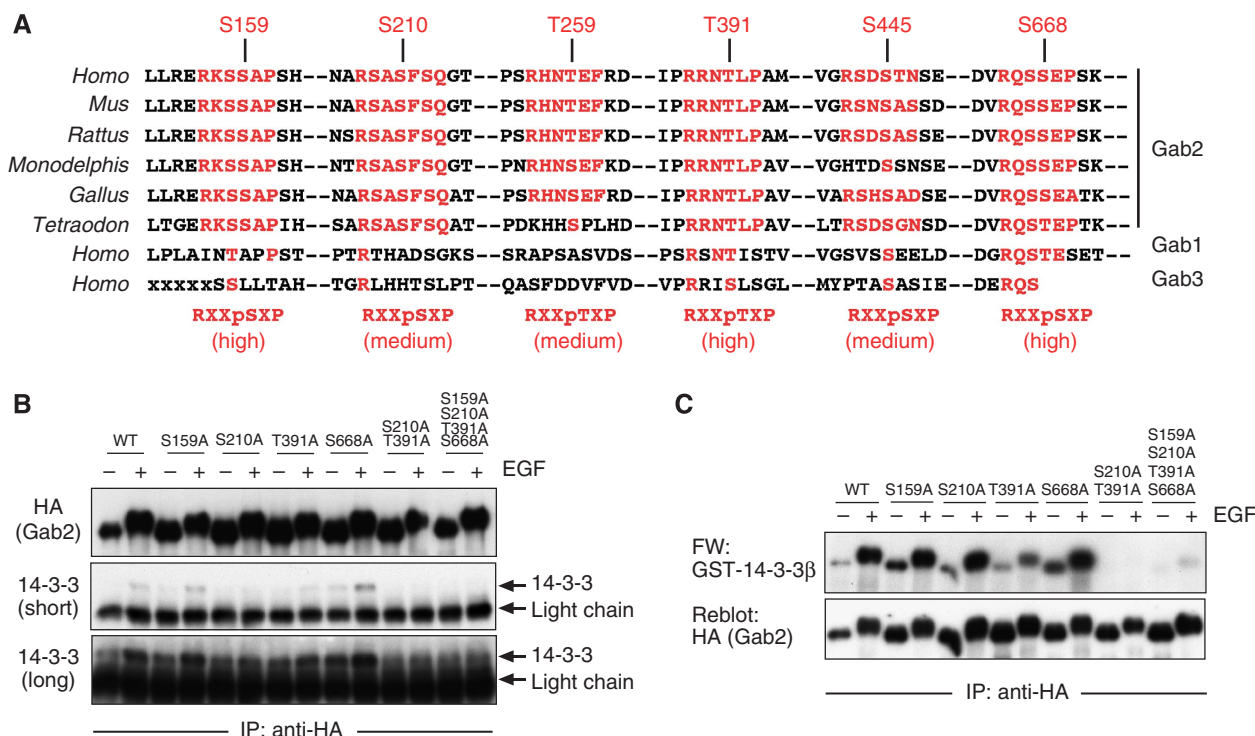 A
S159 S210 T259 T391 S445 S668
Homo LLRERKSSAPSH--NARSASFSQGT--PSRHNTEFRD--IPRRNTLPAM--VGRSDSTNSE--DVRQSSEPSK--
Mus LLRERKSSAPSH--NARSASFSQGT--PSRHNTEFKD--IPRRNTLPAM--VGRSNSASSD--DVRQSSEPSK--
Rattus LLRERKSSAPSH--NSRSASFSQGT--PSRHNTEFKD--IPRRNTLPAM--VGRSDSASSE--DVRQSSEPSK--
Monodelphis LLRERKSSAPSH--NTRSASFSQGT--PNRHNSEFRD--IPRRNTLPAV--VGHTDSSNSE--DVRQSSEPSK--
Gallus LLRERKSSAPSH--NARSASFSQAT--PSRHNSEFRD--IPRRNTLPAV--VARSHSADSE--DVRQSSEATK--
Tetraodon LTGERKSSAPIH--SARSASFSQAT--PDKHHSPLHD--IPRRNTLPAV--LTRSDSGNSE--DVRQSTEPTK--
Gab2
Homo LPLAINTAPPST--PTRTHADSGKS--SRAPSASVDS--PSRSNTISTV--VGSVSSEELD--DGRQSTESET--
Gab1
Homo xxxxxSSLLTAH--TGRLHHTSLPT--QASFDDVFVD--VPRRISLSGL--MYPTASASIE--DERQS
Gab3
RXXpSXP RXXpSXP RXXpTXP RXXpTXP RXXpSXP RXXpSXP
(high) (medium) (medium) (high) (medium) (high)
B
WT S159A S210A T391A S668A
S210A
T391A
S159A
S210A
T391A
S668A
− + − + − + − + − + − + − + EGF
HA
(Gab2)
14-3-3
(short)
14-3-3
Light chain
14-3-3
(long)
14-3-3
Light chain
IP: anti-HA
C
WT S159A S210A T391A S668A
S210A
T391A
S159A
S210A
T391A
S668A
− + − + − + − + − + − + − + EGF
FW:
GST-14-3-3β
Reblot:
HA (Gab2)
IP: anti-HA